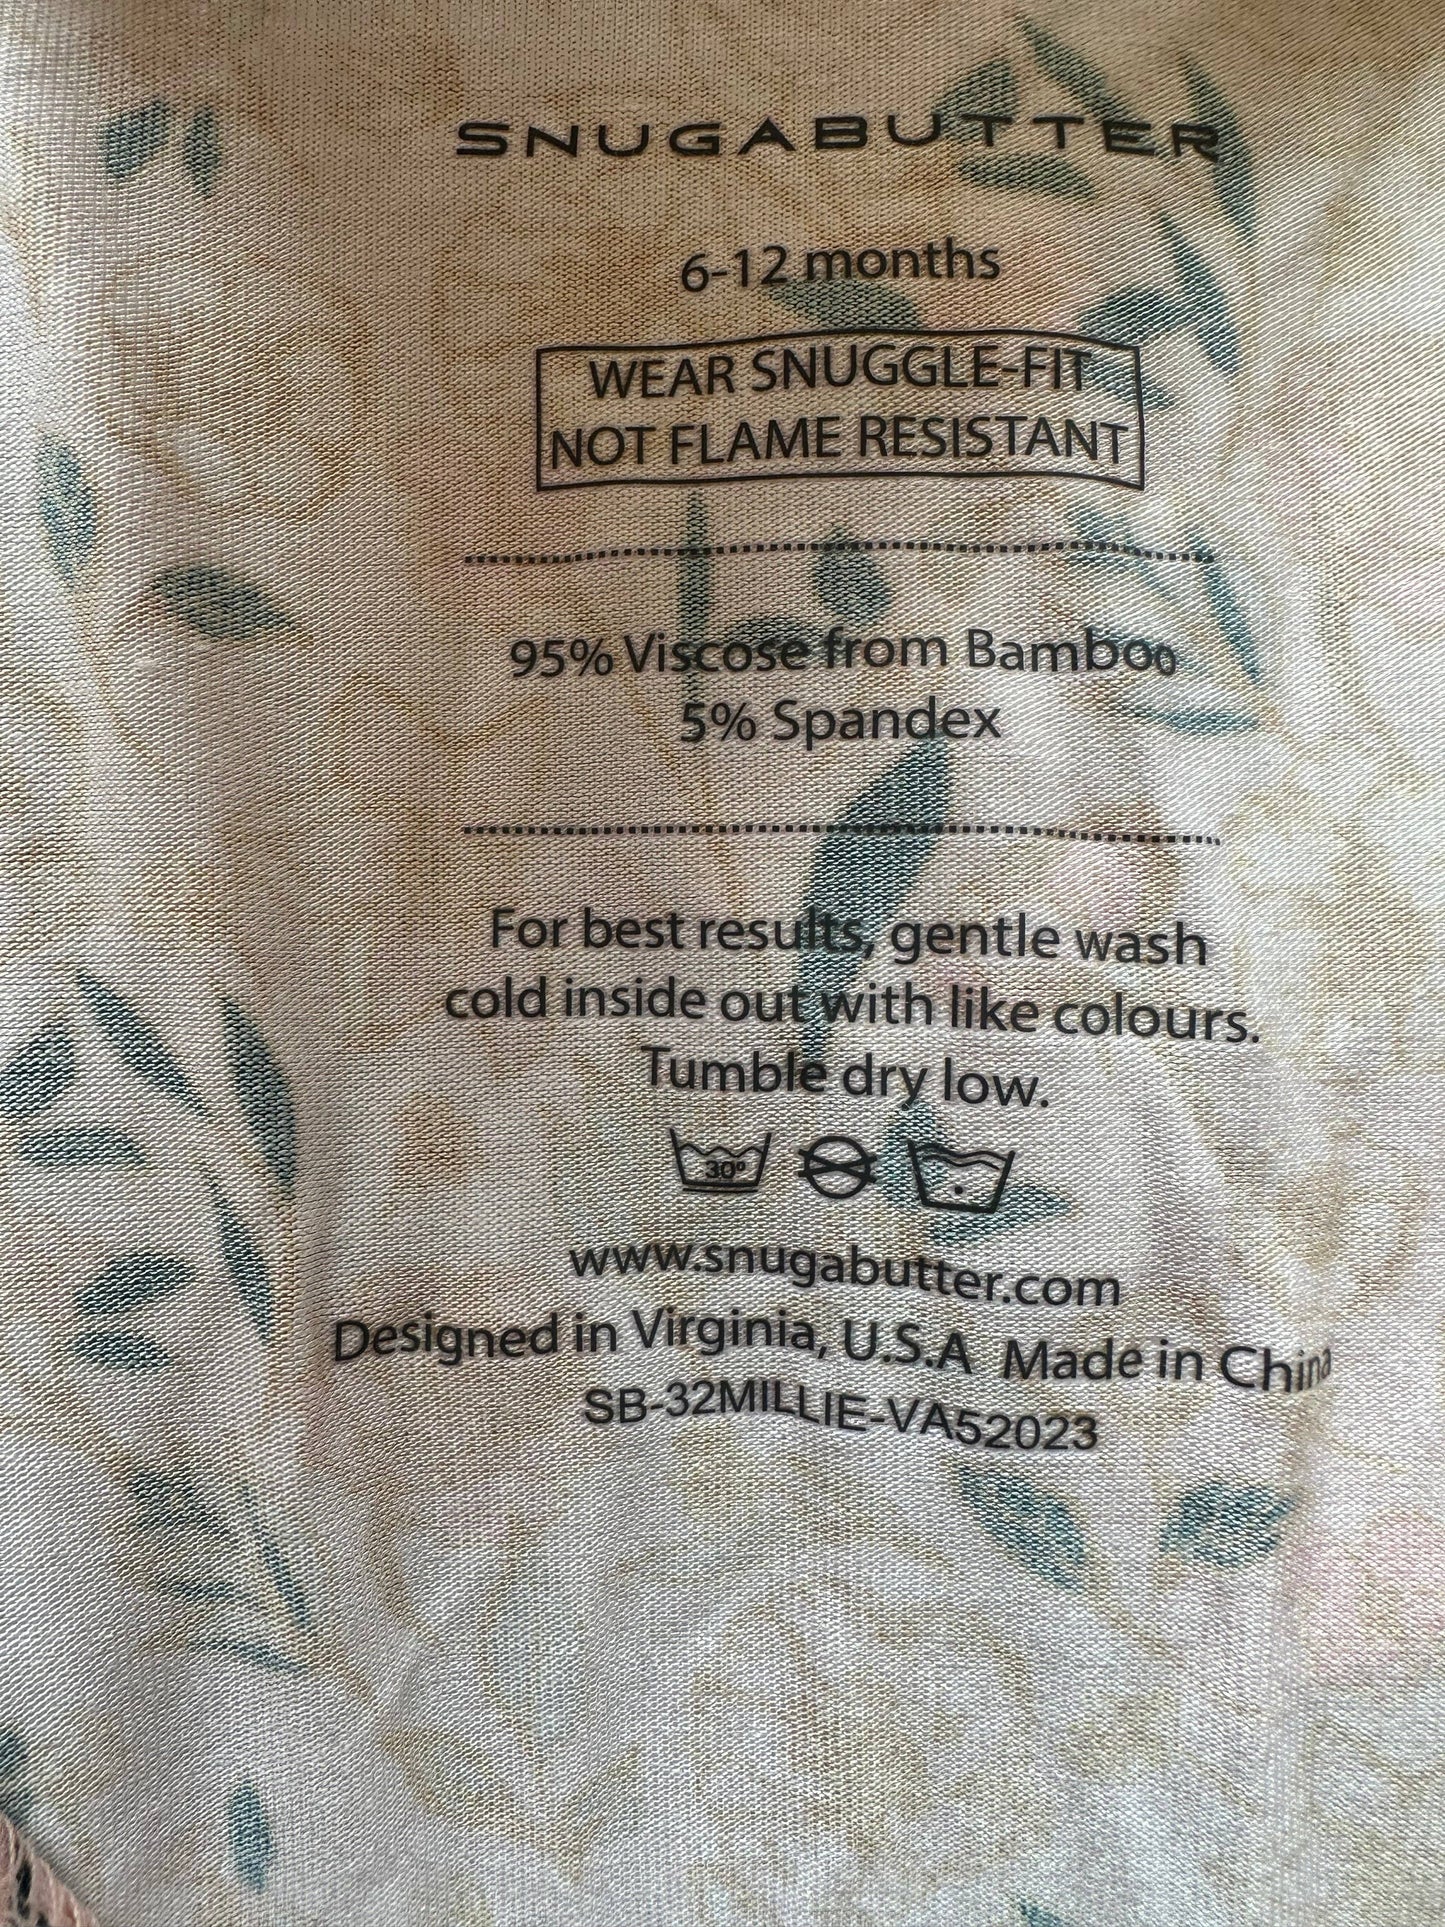 SNUGABUTTER
6-12 months
WEAR SNUGGLE-FIT
NOT FLAME RESISTANT
95% Viscose from Bamboo
5% Spandex
For best results, gentle wash
cold inside out with like colours.
Tumble dry low.
30°
www.snugabutter.com
Designed in Virginia, U.S.A Made in China
SB-32MILLIE-VA52023